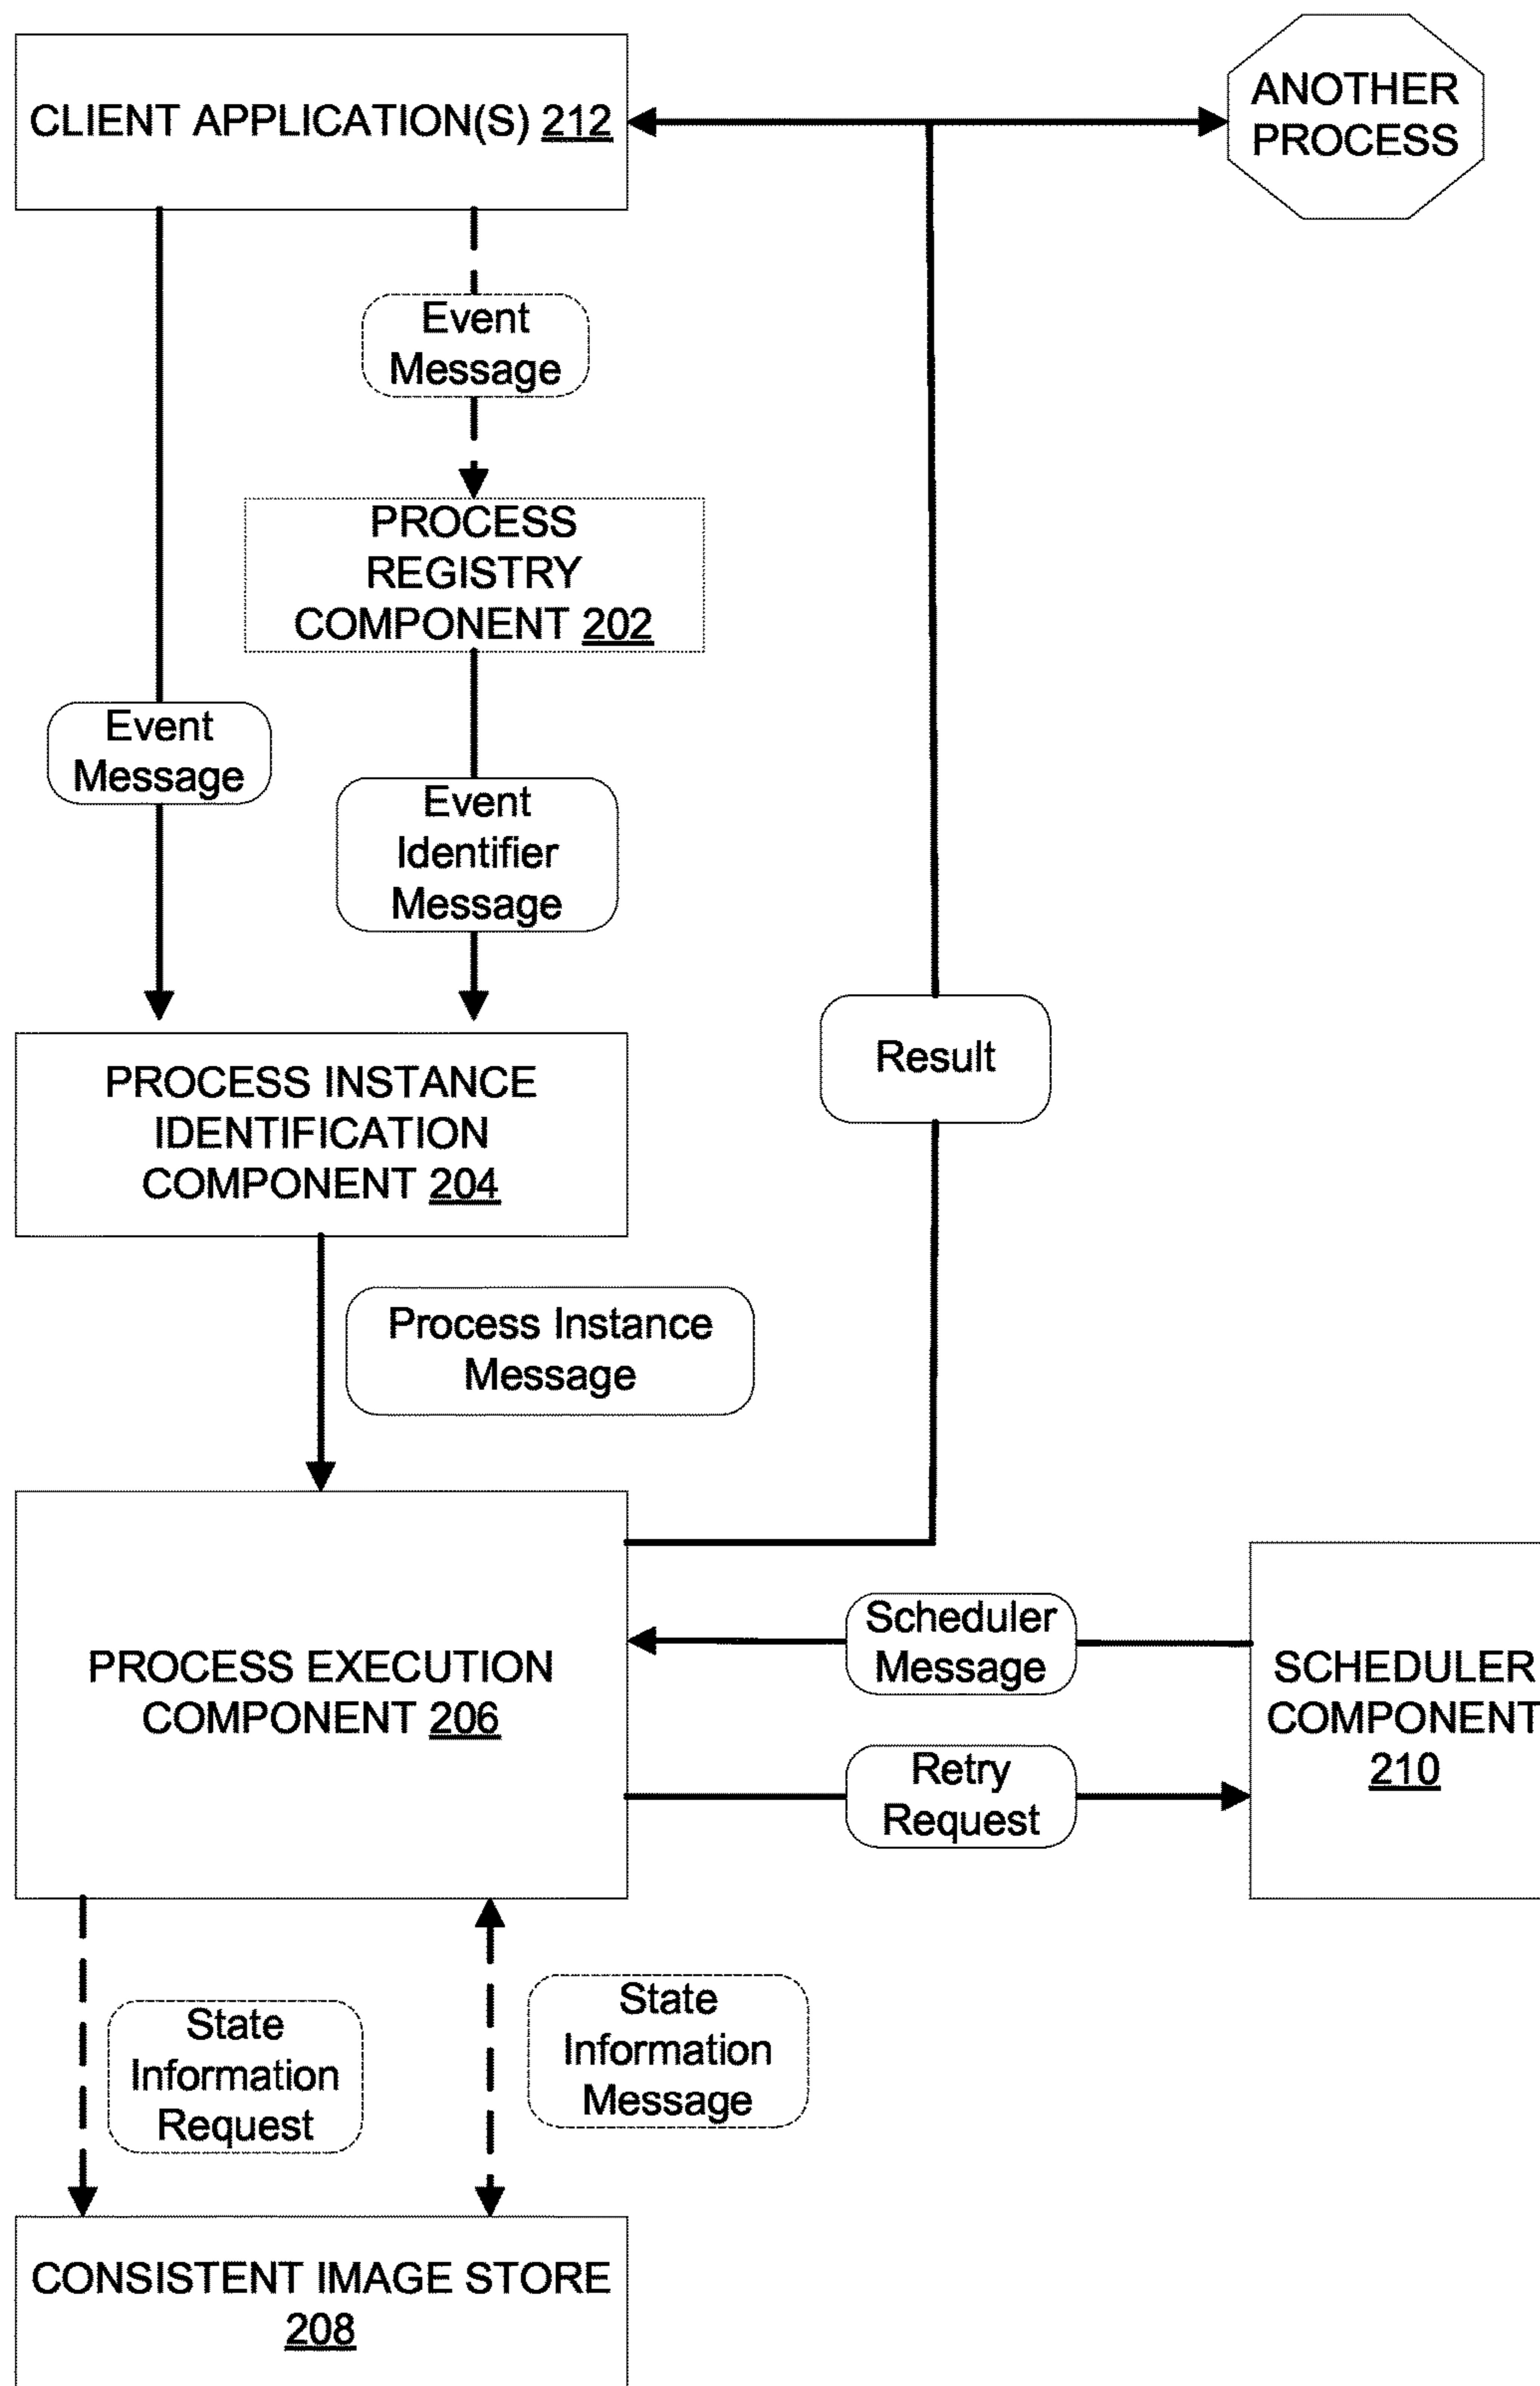 CLIENT APPLICATION(S) 212
ANOTHER
PROCESS
Event
Message
PROCESS
REGISTRY
COMPONENT 202
Event
Message
Event
Identifier
Message
PROCESS INSTANCE
IDENTIFICATION
COMPONENT 204
Result
Process Instance
Message
PROCESS EXECUTION
COMPONENT 206
Scheduler
Message
Retry
Request
SCHEDULER
COMPONENT
210
State
Information
Request
State
Information
Message
CONSISTENT IMAGE STORE
208